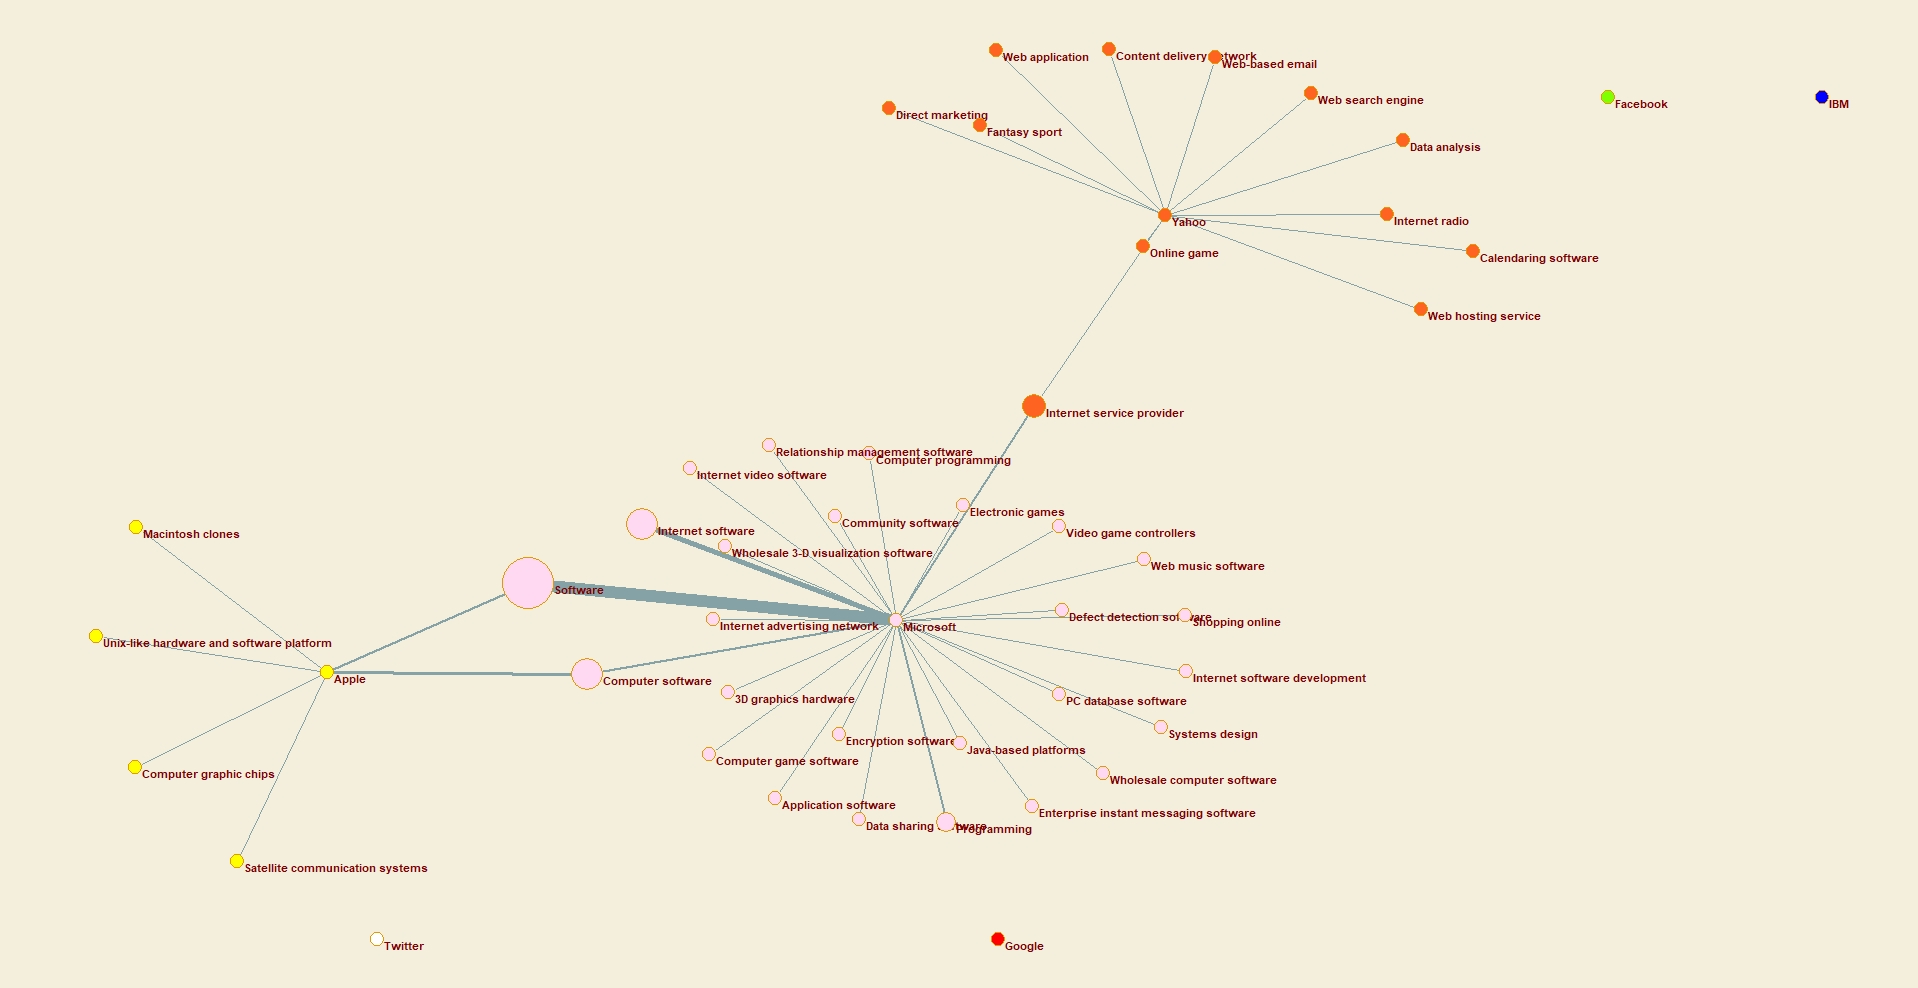 Web application
Content delivery network
Web-based email
Web search engine
Facebook
IBM
Direct marketing
Fantasy sport
Data analysis
Yahoo
Internet radio
Online game
Calendaring software
Web hosting service
Internet service provider
Relationship management software
Computer programming
Internet video software
Electronic games
Community software
Internet software
Video game controllers
Macintosh clones
Wholesale 3-D visualization software
Web music software
Software
Defect detection software
Shopping online
Internet advertising network
Microsoft
Unix-like hardware and software platform
Apple
Computer software
Internet software development
3D graphics hardware
PC database software
Systems design
Encryption software
Java-based platforms
Computer game software
Computer graphic chips
Wholesale computer software
Application software
Enterprise instant messaging software
Data sharing software
Programming
Satellite communication systems
Twitter
Google